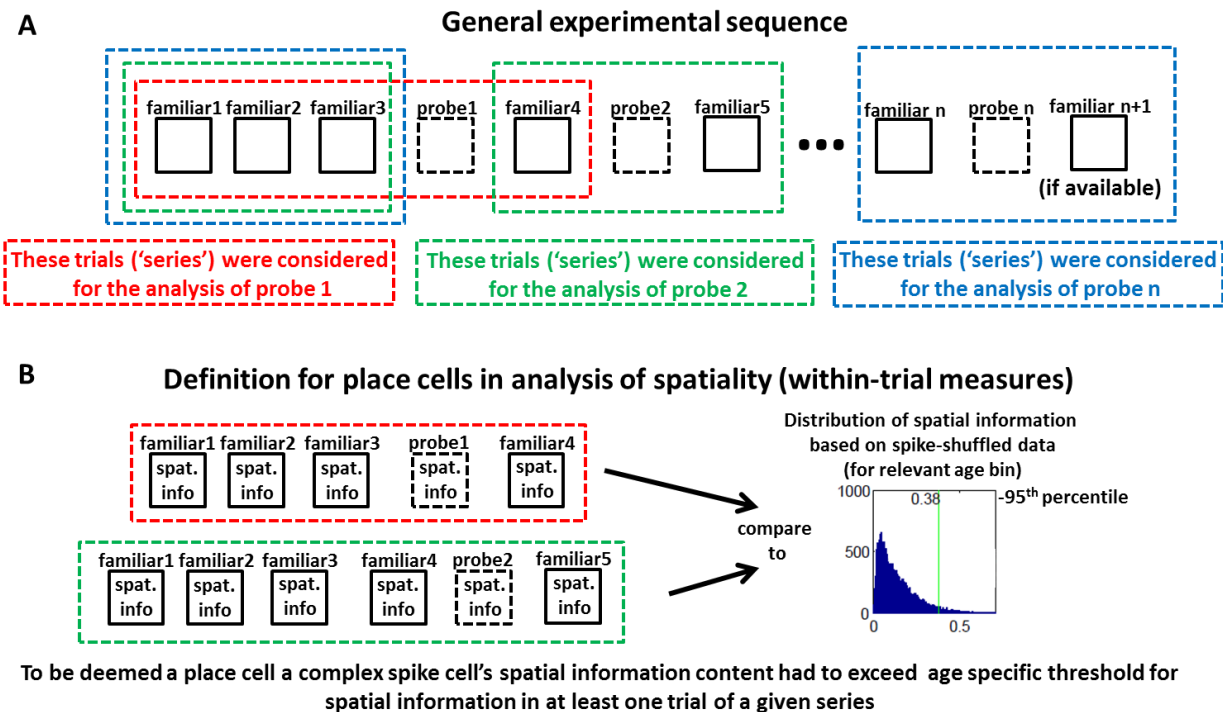 A
General experimental sequence
familiar1 familiar2 familiar3 probe1 familiar4 probe2 familiar5 familiar n probe n familiar n+1
(if available)
These trials (‘series’) were considered
for the analysis of probe 1
These trials (‘series’) were considered
for the analysis of probe 2
These trials (‘series’) were considered
for the analysis of probe n
B
Definition for place cells in analysis of spatiality (within-trial measures)
familiar1 familiar2 familiar3 probe1 familiar4
spat. spat. spat. spat. spat.
info info info info info
familiar1 familiar2 familiar3 familiar4 probe2 familiar5
spat. spat. spat. spat. spat. spat.
info info info info info info
compare
to
Distribution of spatial information
based on spike-shuffled data
(for relevant age bin)
1000
0.38
-95th percentile
500
0
0 0.5
To be deemed a place cell a complex spike cell’s spatial information content had to exceed age specific threshold for
spatial information in at least one trial of a given series